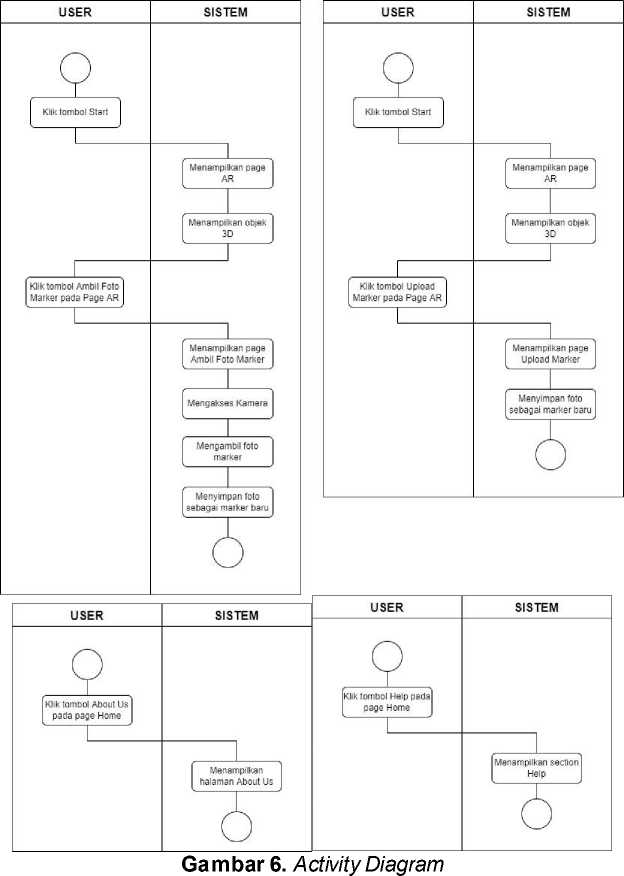 USER
SISTEM
Klik tombol Start
Menampilkan page
AR
Menampilkan objek
3D
Klik tombol Ambil Foto
Marker pada Page AR
Menampilkan page
Ambil Foto Marker
Mengakses Kamera
Mengambil foto
marker
Menyimpan foto
sebagai marker baru
USER
SISTEM
Klik tombol Start
Menampilkan page
AR
Menampilkan objek
3D
Klik tombol Upload
Marker pada Page AR
Menampilkan page
Upload Marker
Menyimpan foto
sebagai marker baru
USER
SISTEM
Klik tombol About Us
pada page Home
Menampilkan
halaman About Us
USER
SISTEM
Klik tombol Help pada
page Home
Menampilkan section
Help
Gambar 6. Activity Diagram